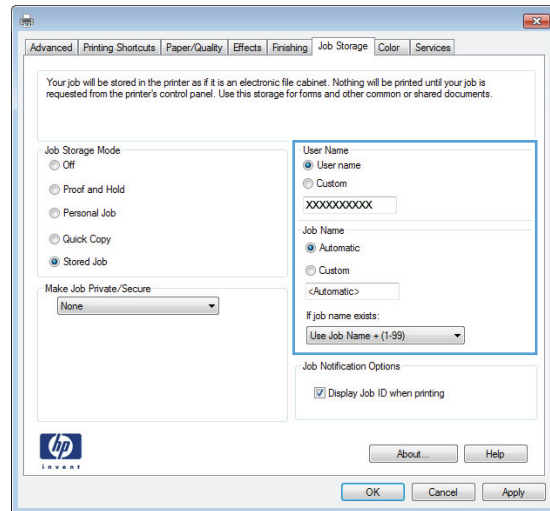 Advanced Printing Shortcuts Paper/Quality Effects Finishing Job Storage Color Services
Your job will be stored in the printer as if it is an electronic file cabinet. Nothing will be printed until your job is
requested from the printer's control panel. Use this storage for forms and other common or shared documents.
Job Storage Mode
Off
Proof and Hold
Personal Job
Quick Copy
Stored Job
Make Job Private/Secure
None
User Name
User name
Custom
XXXXXXXXXX
Job Name
Automatic
Custom
<Automatic>
If job name exists:
Use Job Name + (1-99)
Job Notification Options
Display Job ID when printing
hp
invent
About... Help
OK Cancel Apply